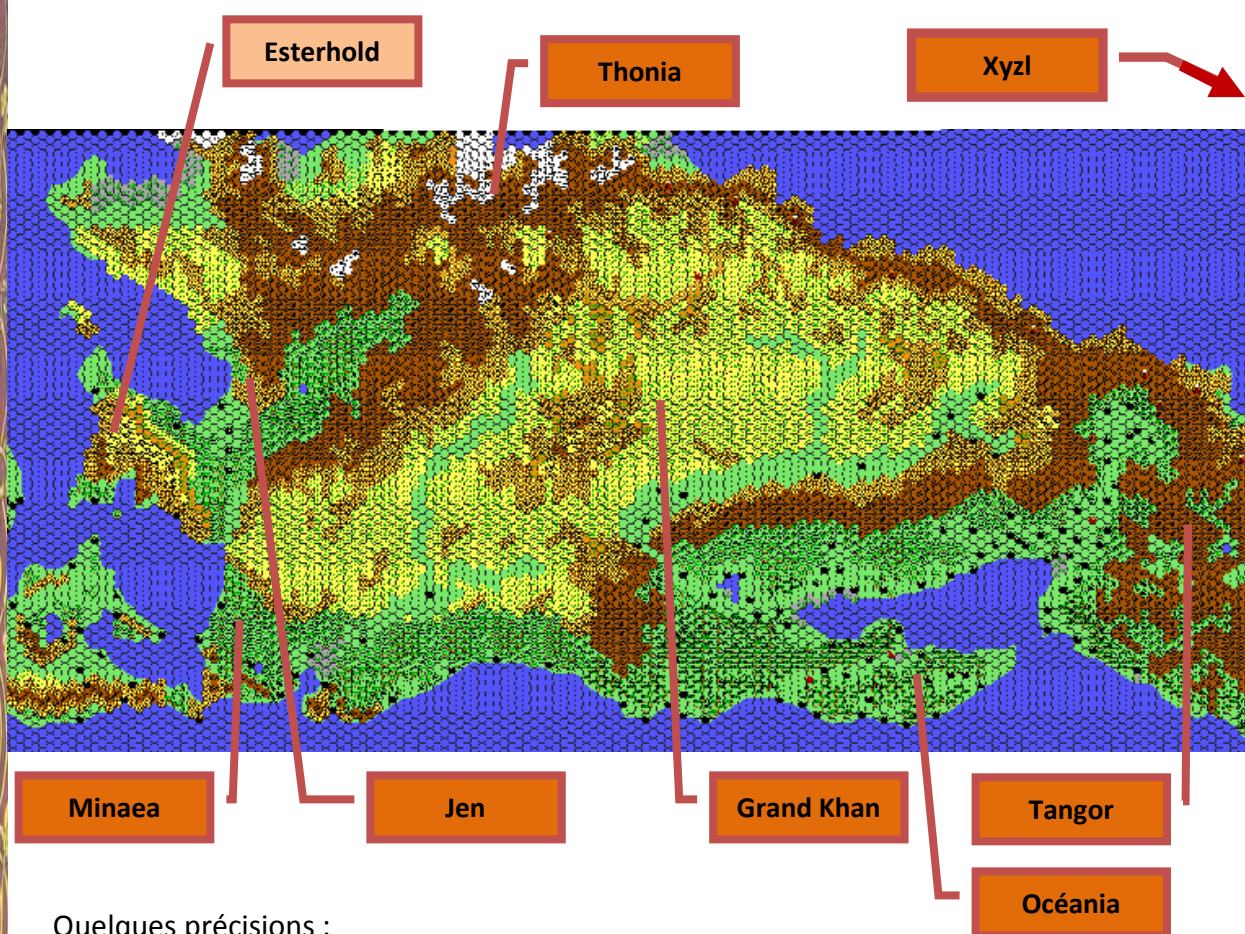 Esterhold
Thonia
Xyzl
Minaea
Jen
Grand Khan
Tangor
Océania
Quelques précisions :